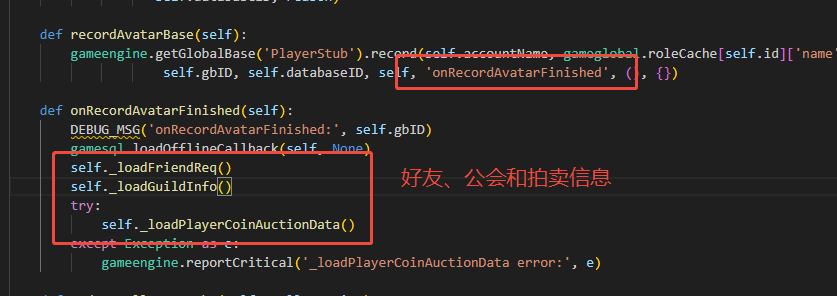 def recordAvatarBase(self):
gameengine.getGlobalBase('PlayerStub').record(self.accountName, gameglobal.roleCache[self.id]['name'
self.gbID, self.databaseID, self, 'onRecordAvatarFinished', (), {})
def onRecordAvatarFinished(self):
DEBUG_MSG('onRecordAvatarFinished:', self.gbID)
gamesql.loadOfflineCallback(self, None)
self._loadFriendReq()
self._loadGuildInfo()
好友、公会和拍卖信息
try:
self._loadPlayerCoinAuctionData()
except Exception as e:
gameengine.reportCritical('_loadPlayerCoinAuctionData error:', e)